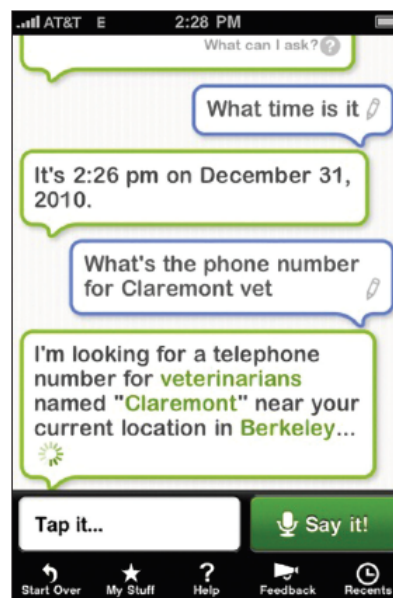 AT&T E 2:28 PM
What can I ask?
What time is it
It's 2:26 pm on December 31,
2010.
What's the phone number
for Claremont vet
I'm looking for a telephone
number for veterinarians
named "Claremont" near your
current location in Berkeley...
Tap it... Say it!
Start Over My Stuff Help Feedback Recents